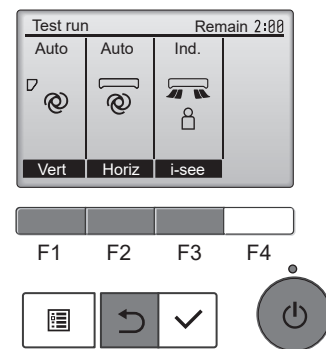 Test run Remain 2:00
Auto Auto Ind.
Vert Horiz i-see
F1 F2 F3 F4